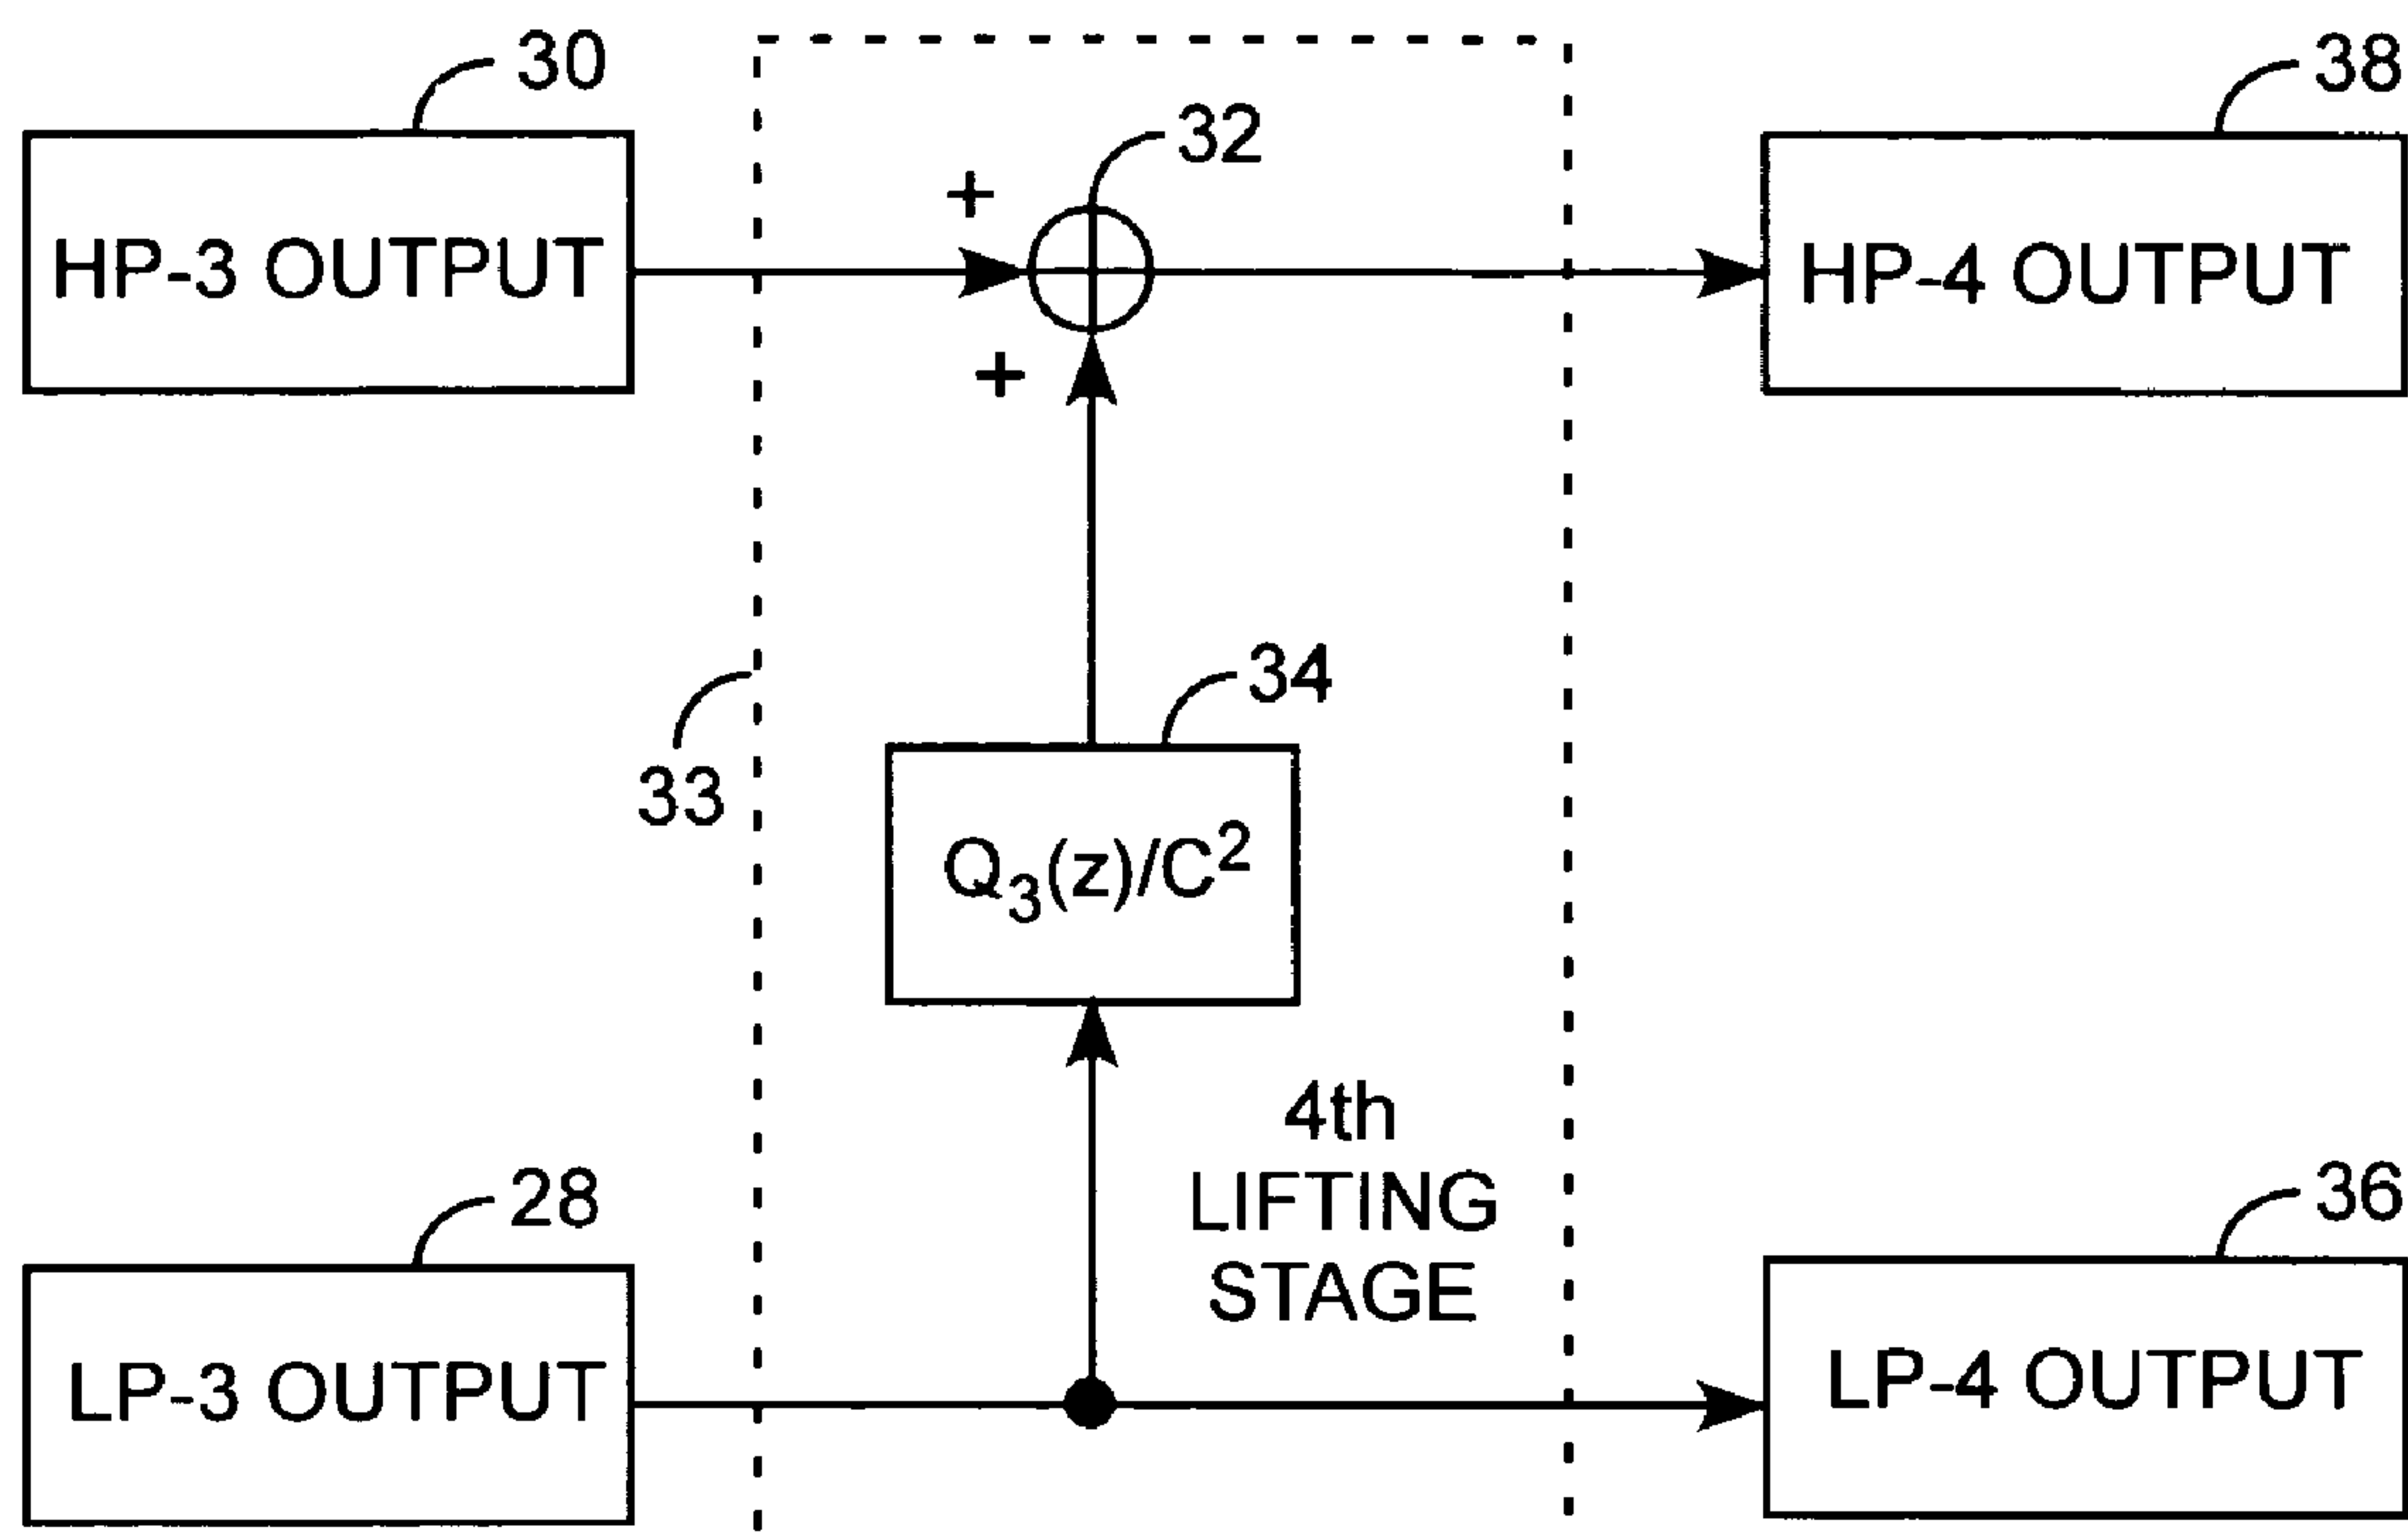 30
38
32
+
HP-3 OUTPUT
HP-4 OUTPUT
+
34
33
Q₃(z)/C²
4th
LIFTING
STAGE
28
36
LP-3 OUTPUT
LP-4 OUTPUT